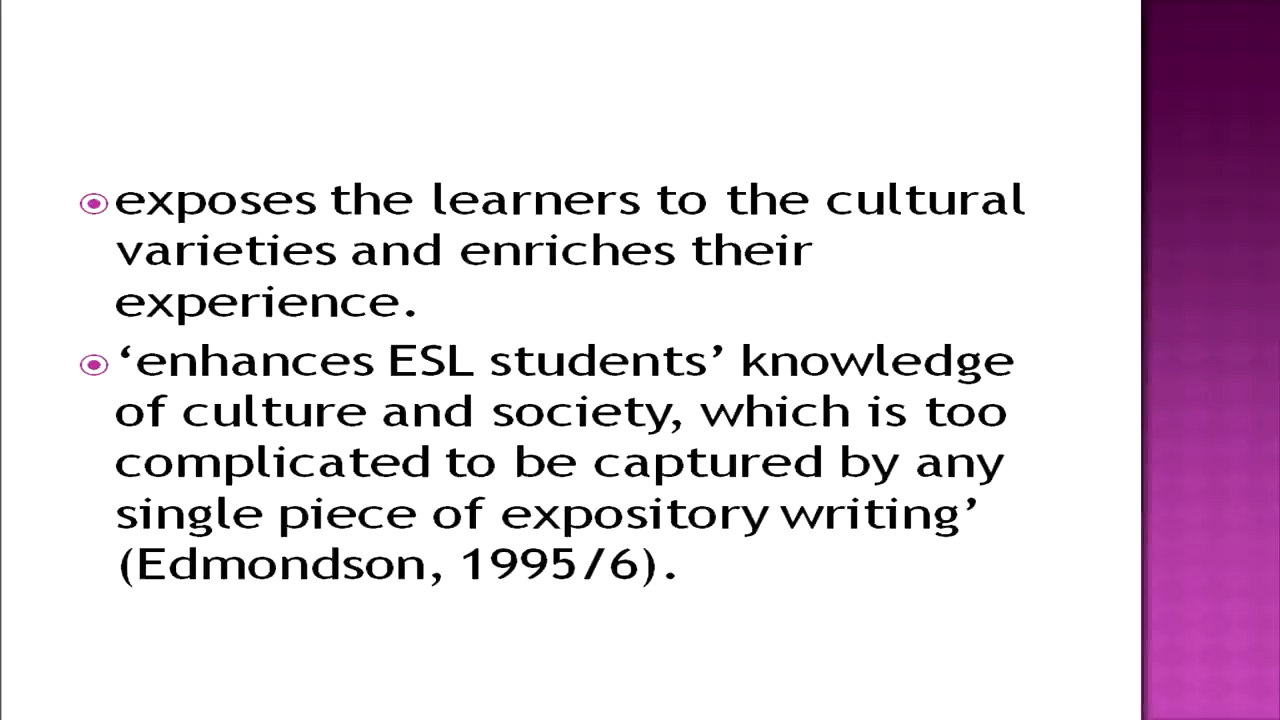 exposes the learners to the cultural
varieties and enriches their
experience.
‘enhances ESL students’ knowledge
of culture and society, which is too
complicated to be captured by any
single piece of expository writing’
(Edmondson, 1995/6).